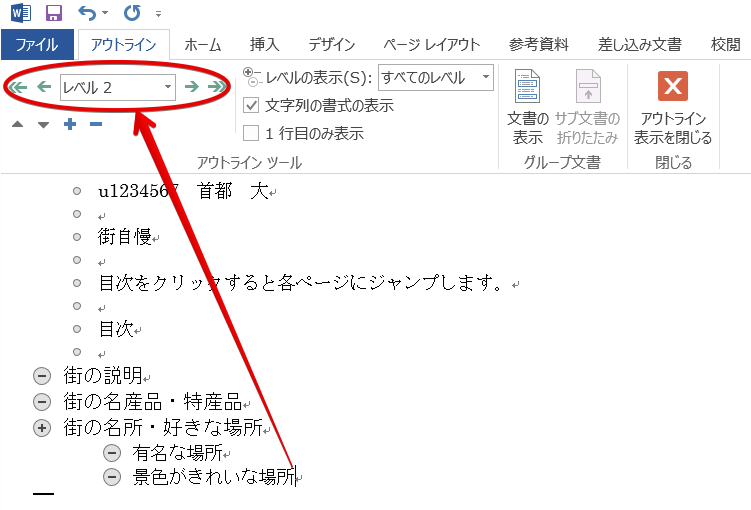 ファイル アウトライン ホーム 挿入 デザイン ページ レイアウト 参考資料 差し込み文書 校閲
レベル 2
レベルの表示(S): すべてのレベル
文字列の書式の表示
1 行目のみ表示
アウトライン ツール
文書の
表示
サブ文書の
折りたたみ
グループ文書
アウトライン
表示を閉じる
閉じる
u1234567 首都 大
街自慢
目次をクリックすると各ページにジャンプします。
目次
街の説明
街の名産品・特産品
街の名所・好きな場所
有名な場所
景色がきれいな場所